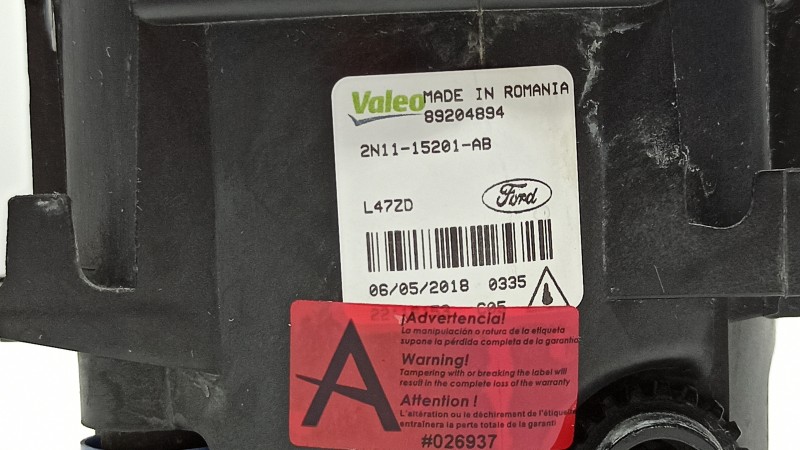 Valeo MADE IN ROMANIA
89204894
2N11-15201-AB
L47ZD
Ford
06/05/2018 0335
A
¡Advertencia!
La manipulación o rotura de la etiqueta
supone la pérdida completa de la garantía:
Warning!
Tampering with or breaking the label will
result in the complete loss of the warranty
Attention !
L'altération ou le déchirement de l'étiquette
entraînera la perte totale de la garanti
#026937